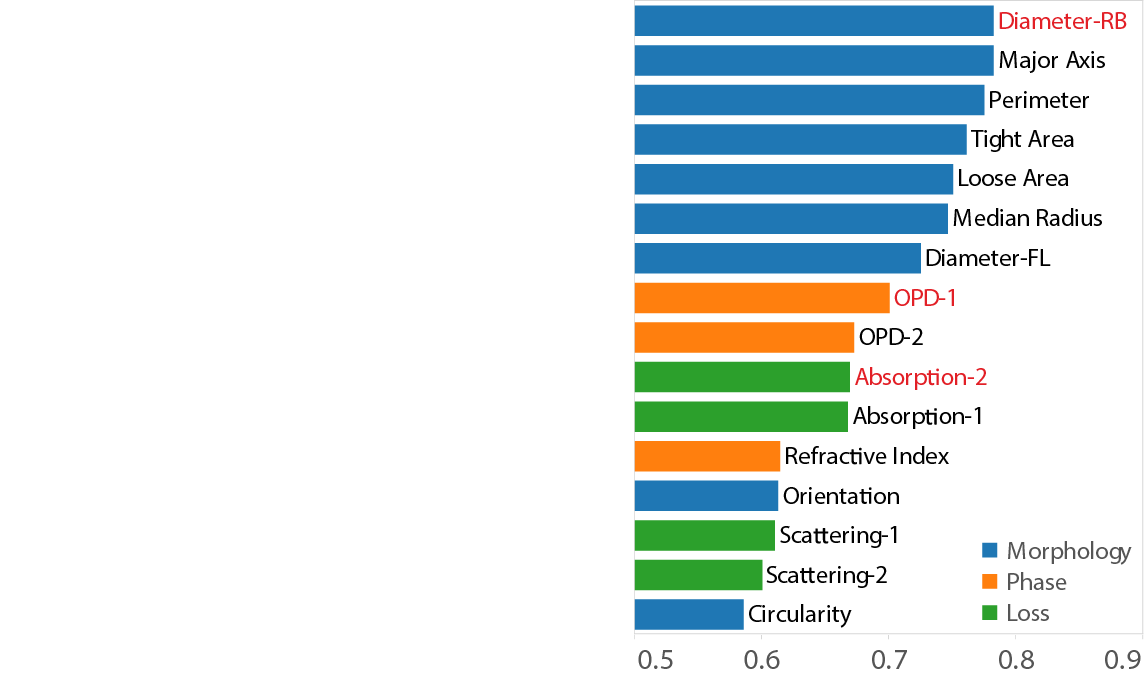 Diameter-RB
Major Axis
Perimeter
Tight Area
Loose Area
Median Radius
Diameter-FL
OPD-1
OPD-2
Absorption-2
Absorption-1
Refractive Index
Orientation
Scattering-1
Scattering-2
Circularity
Morphology
Phase
Loss
0.5 0.6 0.7 0.8 0.9